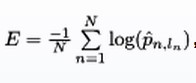 E = \frac{-1}{N} \sum_{n=1}^{N} \log(\hat{p}_{n,l_n}),